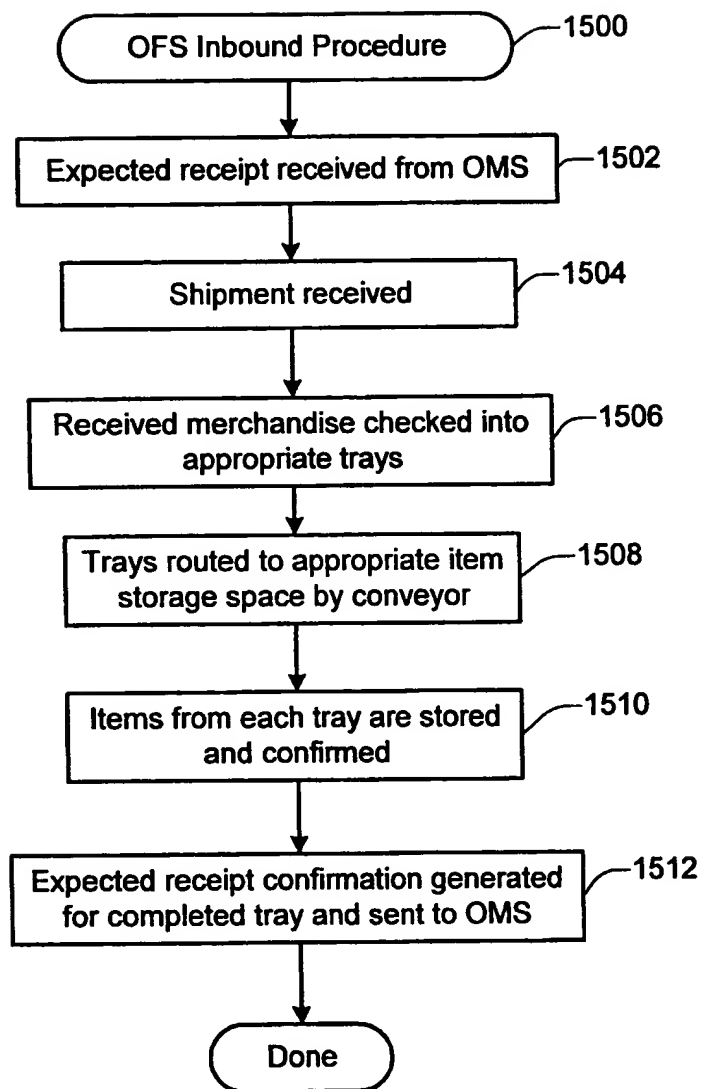 OFS Inbound Procedure
1500
Expected receipt received from OMS
1502
Shipment received
1504
Received merchandise checked into
appropriate trays
1506
Trays routed to appropriate item
storage space by conveyor
1508
Items from each tray are stored
and confirmed
1510
Expected receipt confirmation generated
for completed tray and sent to OMS
1512
Done